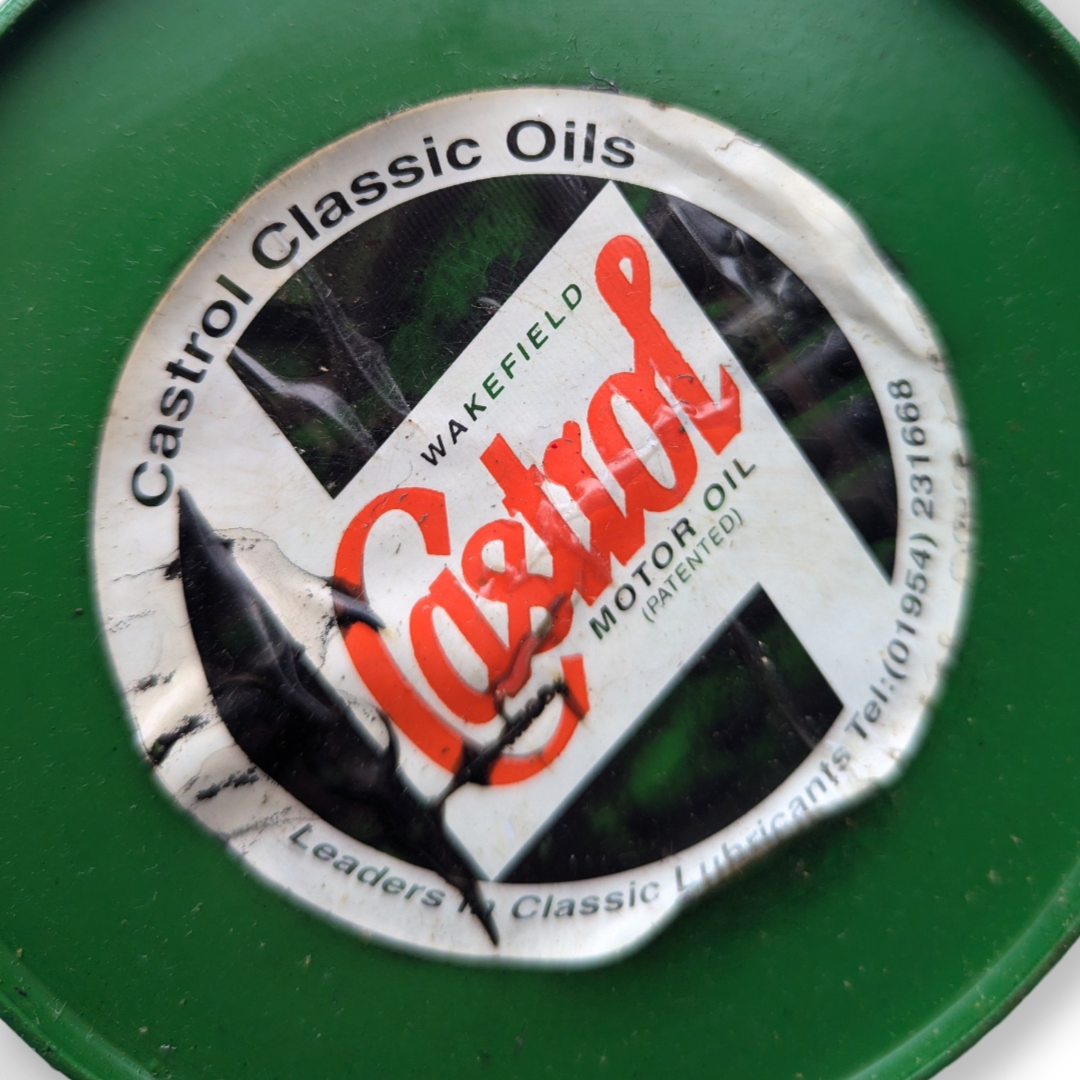 Castrol Classic Oils
WAKEFIELD
Castrol
MOTOR OIL
(PATENTED)
Leaders in Classic Lubricants Tel:(01954) 231668